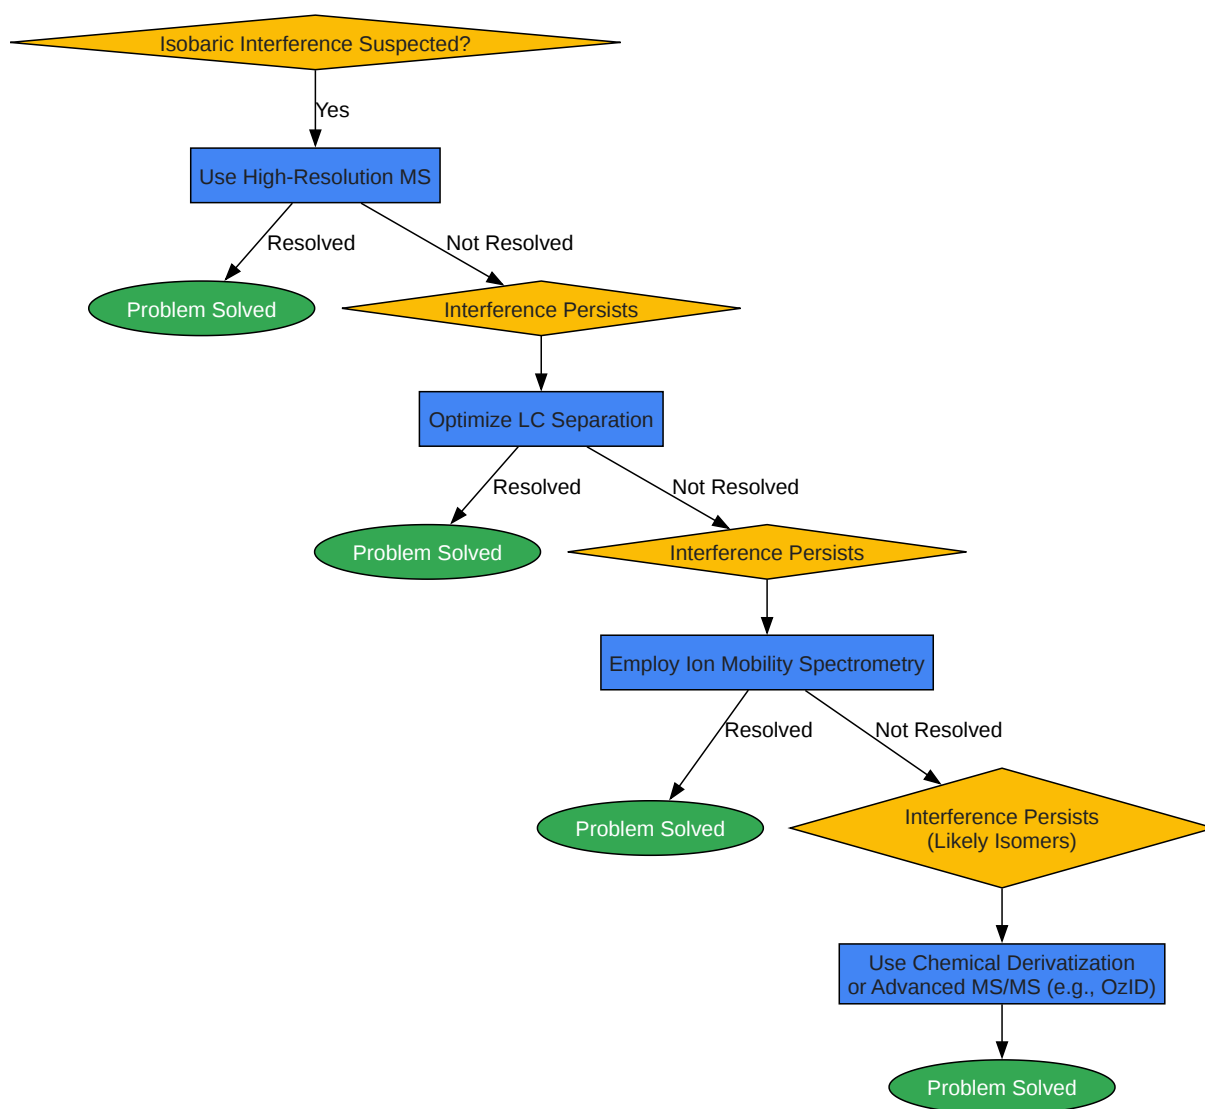 Isobaric Interference Suspected?
Yes
Use High-Resolution MS
Resolved
Not Resolved
Problem Solved
Interference Persists
Optimize LC Separation
Resolved
Not Resolved
Problem Solved
Interference Persists
Employ Ion Mobility Spectrometry
Resolved
Not Resolved
Problem Solved
Interference Persists
(Likely Isomers)
Use Chemical Derivatization
or Advanced MS/MS (e.g., OzID)
Problem Solved